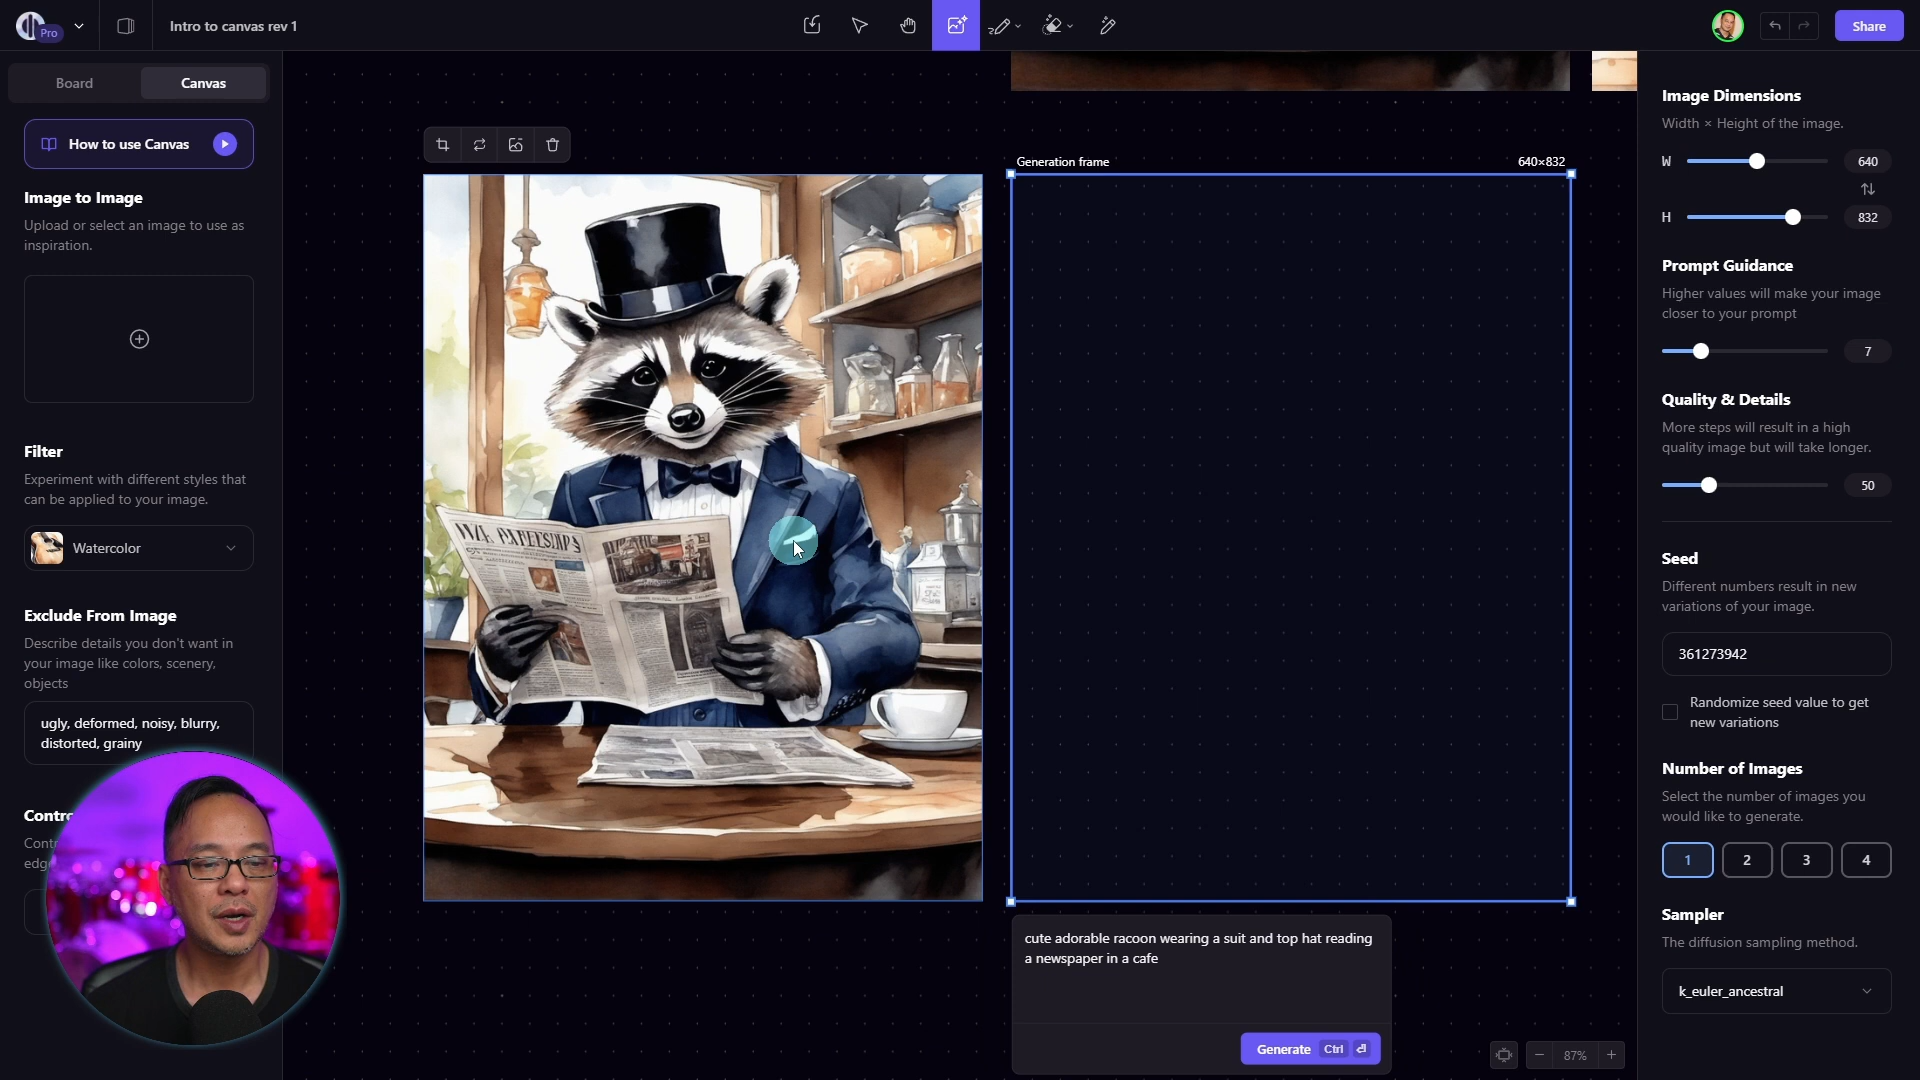 Pro
Intro to canvas rev 1
Share
Board
Canvas
How to use Canvas
Image to Image
Upload or select an image to use as
inspiration.
Filter
Experiment with different styles that
can be applied to your image.
Watercolor
Exclude From Image
Describe details you don't want in
your image like colors, scenery,
objects
ugly, deformed, noisy, blurry,
distorted, grainy
Generation frame
640×832
cute adorable racoon wearing a suit and top hat reading
a newspaper in a cafe
Generate Ctrl
87%
Image Dimensions
Width × Height of the image.
W
640
H
832
Prompt Guidance
Higher values will make your image
closer to your prompt
7
Quality & Details
More steps will result in a high
quality image but will take longer.
50
Seed
Different numbers result in new
variations of your image.
361273942
Randomize seed value to get
new variations
Number of Images
Select the number of images you
would like to generate.
1
2
3
4
Sampler
The diffusion sampling method.
k_euler_ancestral